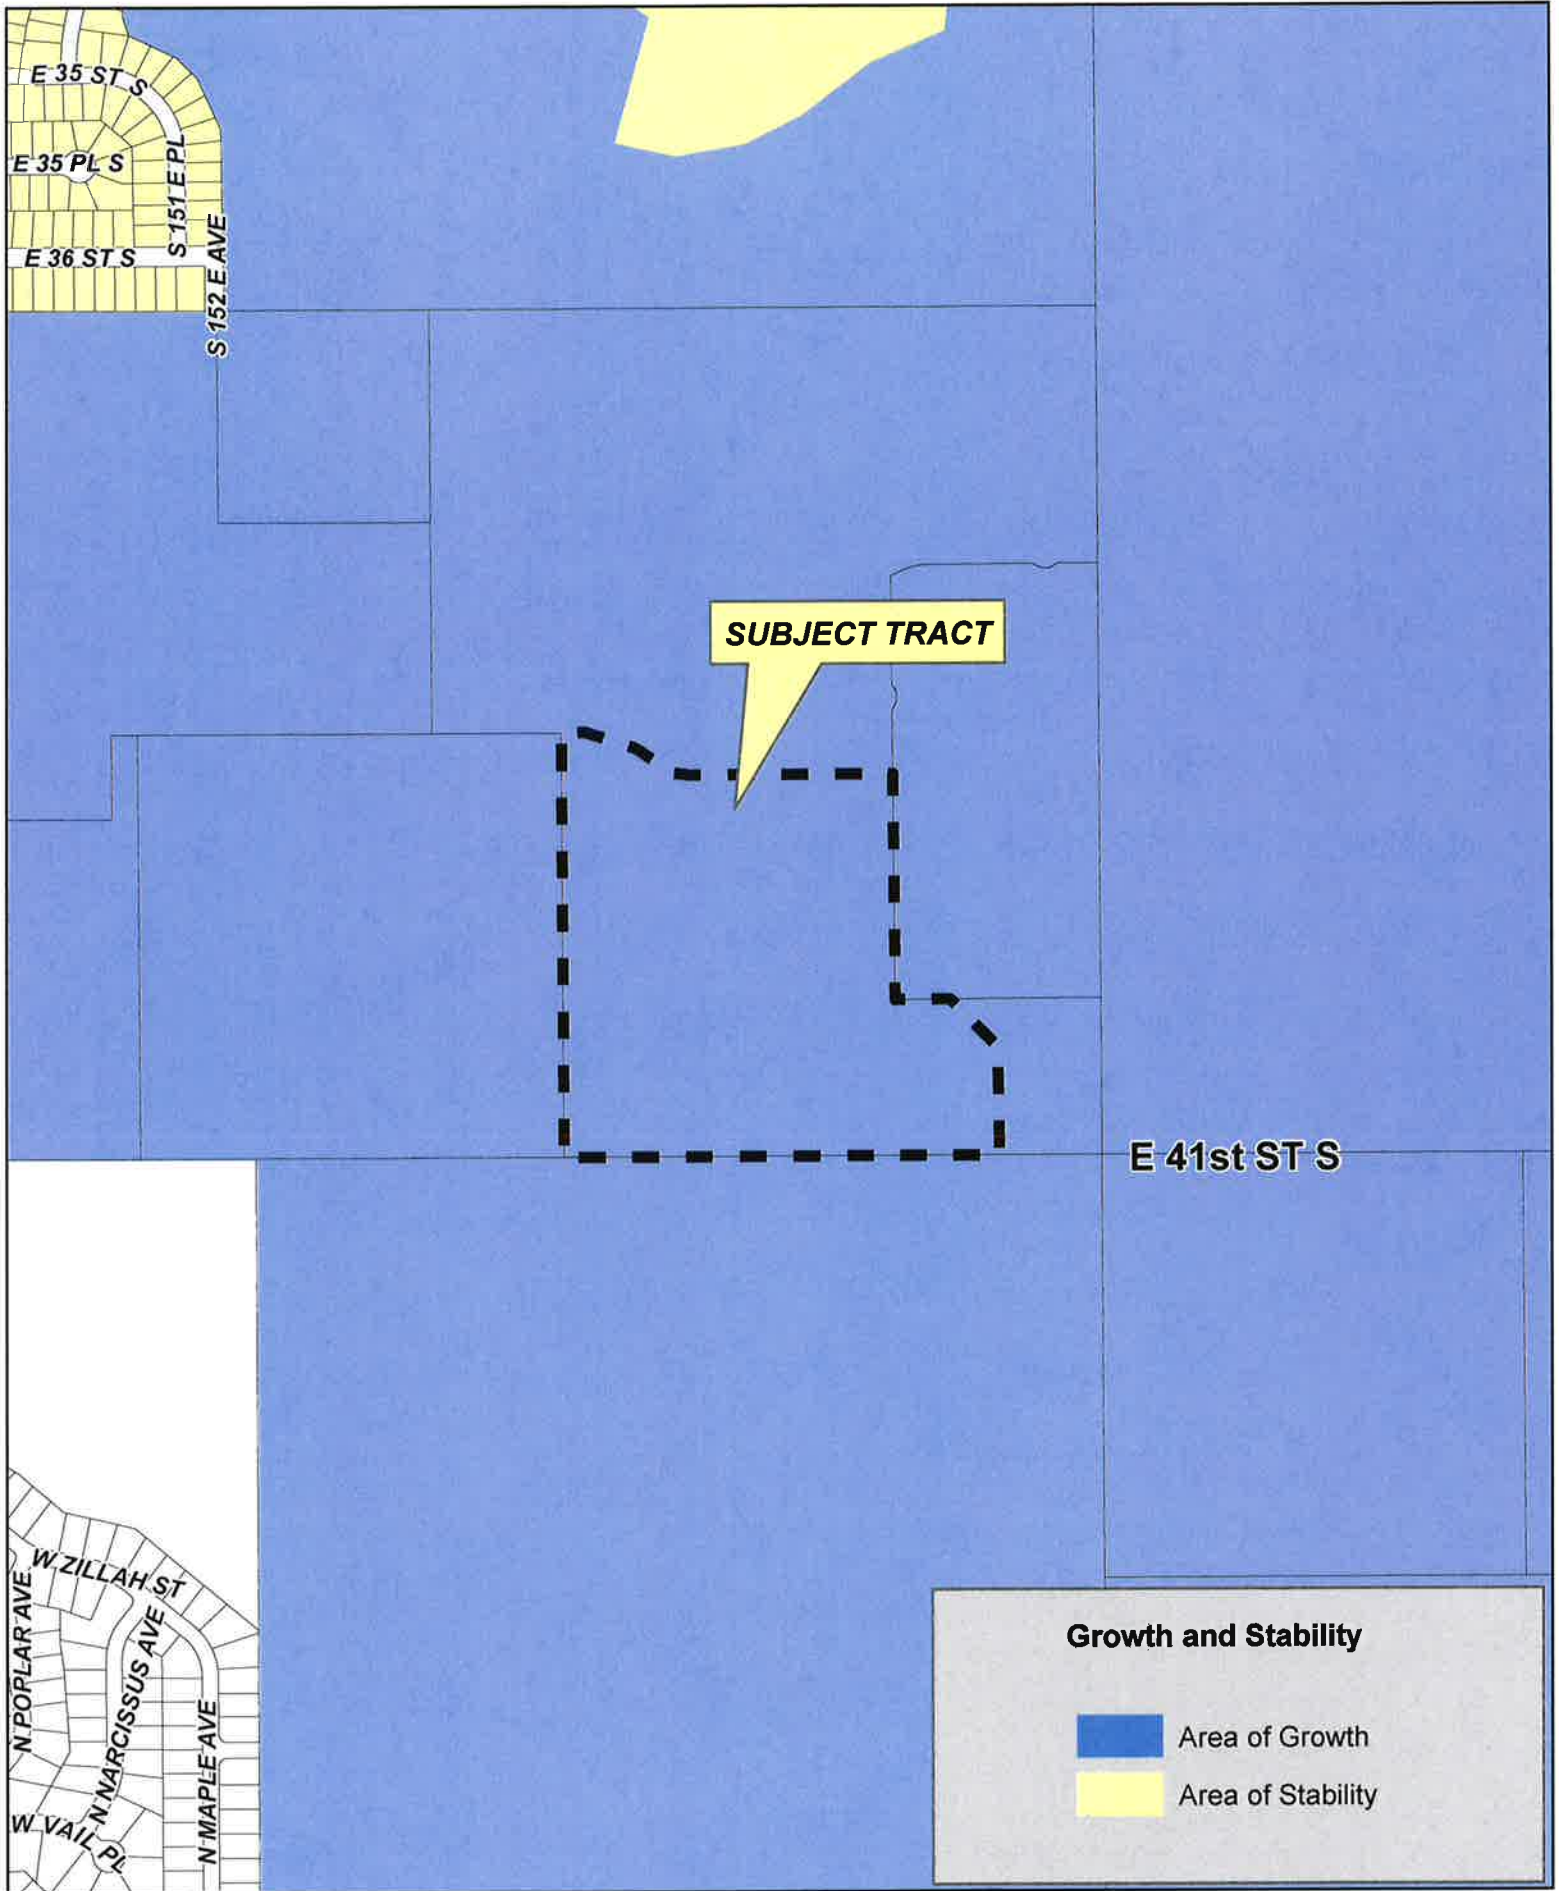 E 35 ST S
E 35 PL S
S 151 E PL
E 36 ST S
S 152 E AVE
SUBJECT TRACT
E 41st ST S
W ZILLAH ST
N POPLAR AVE
N NARCISSUS AVE
N MAPLE AVE
W VAIL PL
Growth and Stability
Area of Growth
Area of Stability